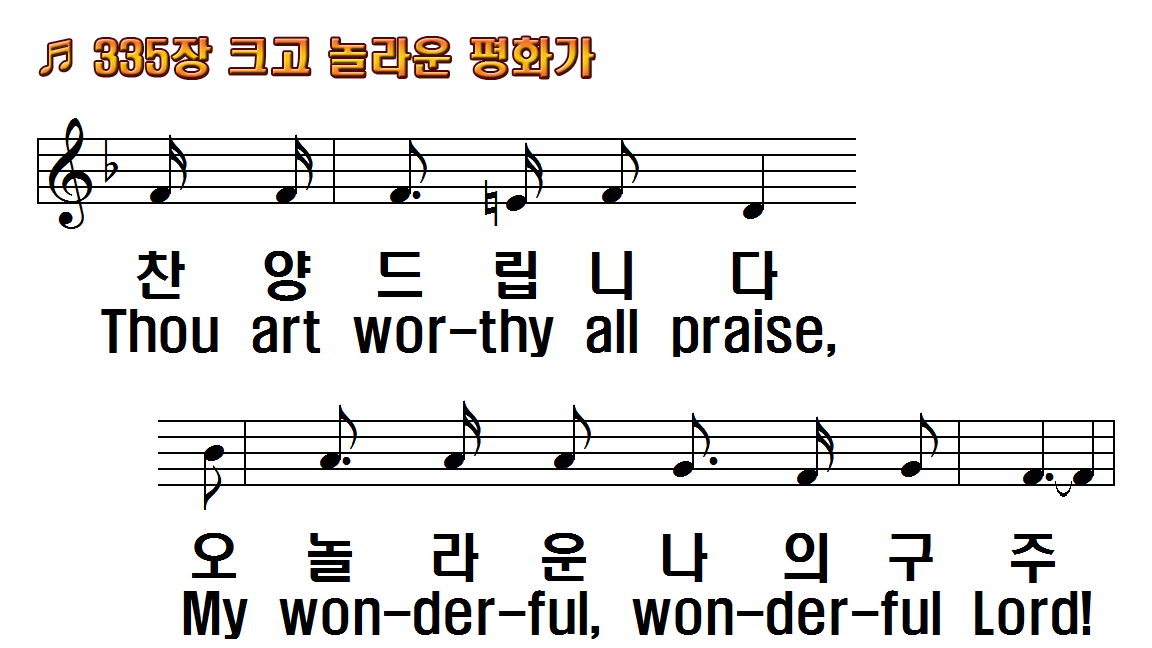 335장 크고 놀라운 평화가
찬 양 드 립 니 다
Thou art wor-thy all praise,
오 놀 라 운 나 의 구 주
My won-der-ful, won-der-ful Lord!